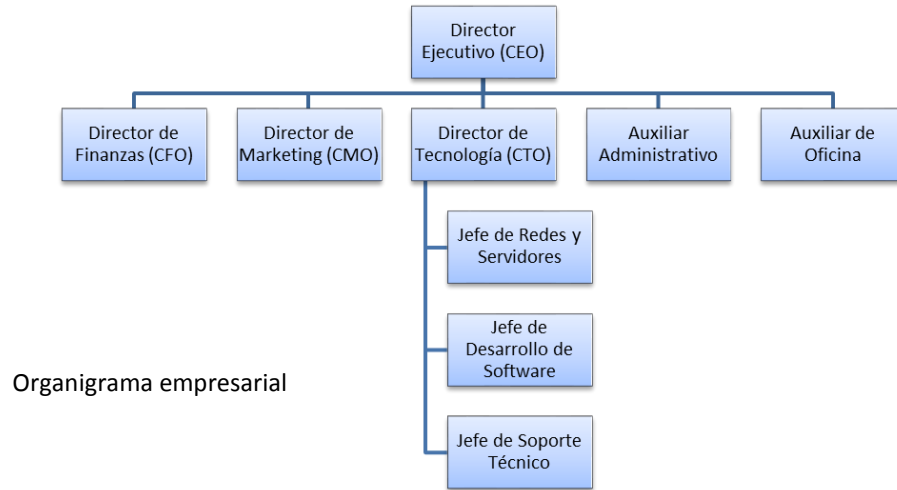 Director
Ejecutivo (CEO)
Director de
Finanzas (CFO)
Director de
Marketing (CMO)
Director de
Tecnología (CTO)
Auxiliar
Administrativo
Auxiliar de
Oficina
Jefe de Redes y
Servidores
Jefe de
Desarrollo de
Software
Jefe de Soporte
Técnico
Organigrama empresarial